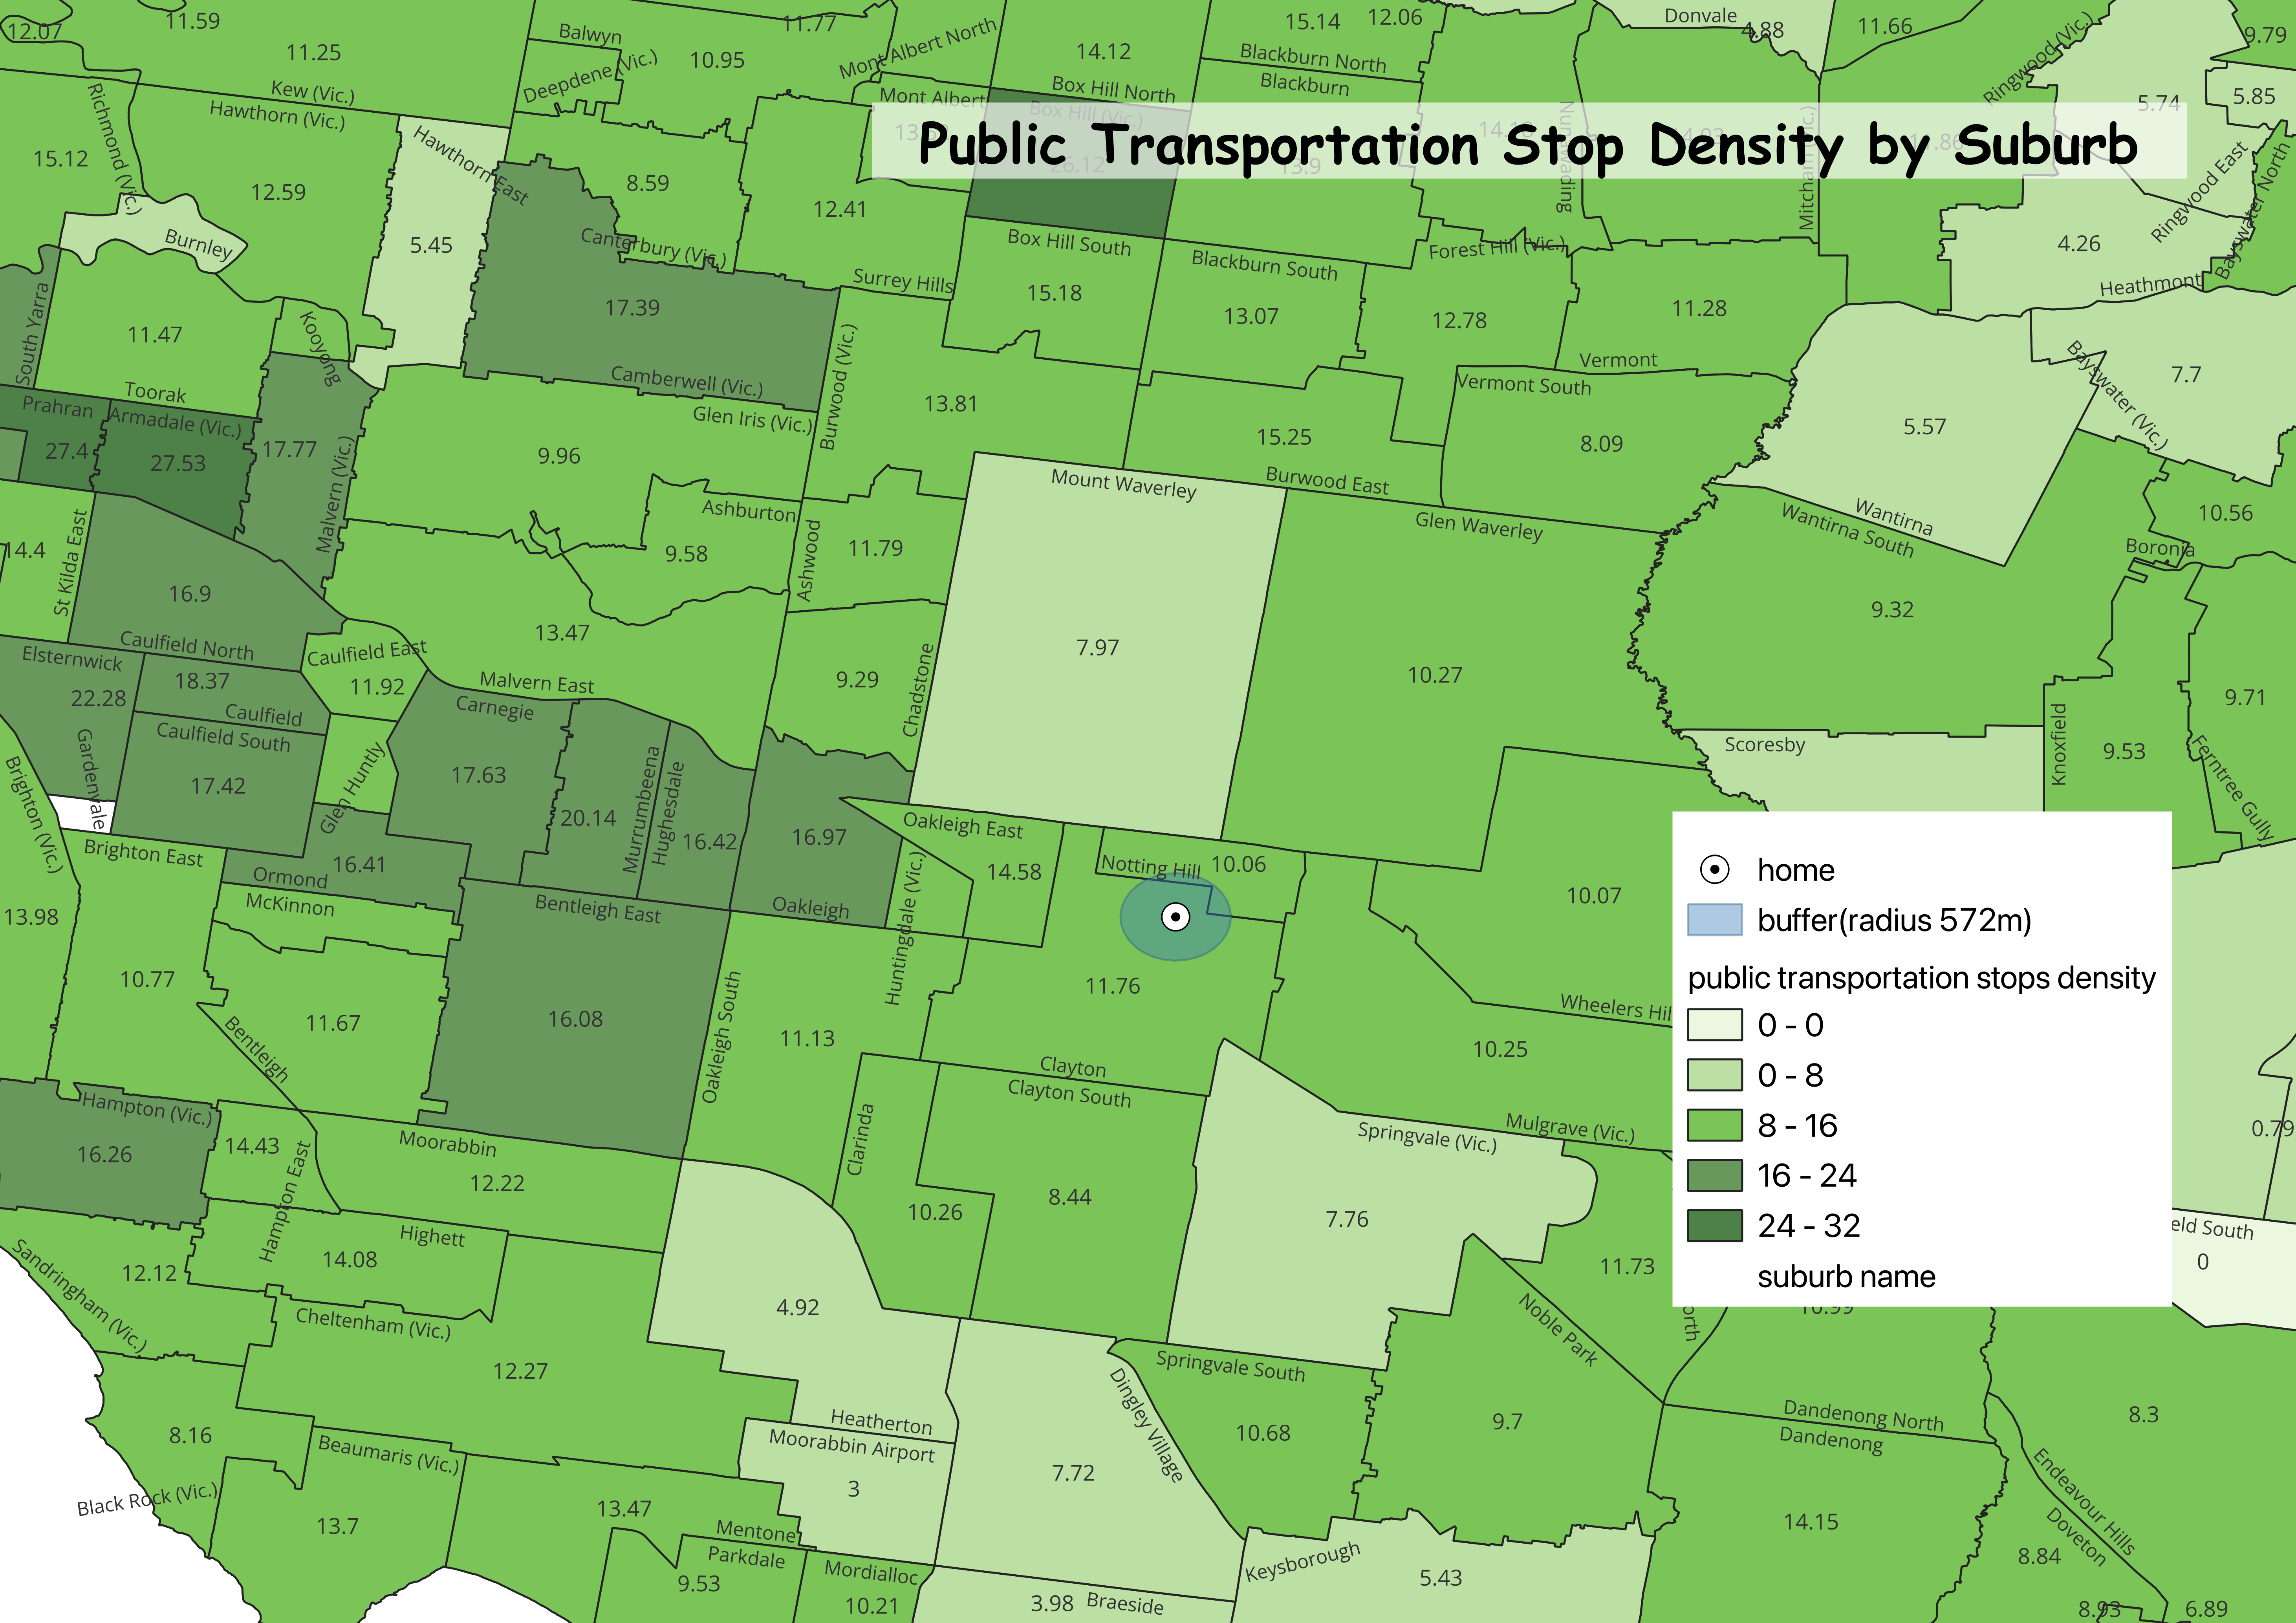 12.07
11.59
11.25
Kew (Vic.)
Richmond (Vic.)
Hawthorn (Vic.)
15.12
12.59
Hawthorn East
5.45
Burnley
Balwyn
Deepdene (Vic.)
10.95
11.77
Mont Albert North
14.12
Box Hill North
15.14
12.06
Blackburn North
Blackburn
Donvale
4.88
11.66
Ringwood (Vic.)
9.79
5.74
5.85
Mont Albert
Box Hill (Vic.)
26.12
13.9
Public Transportation Stop Density by Suburb
Nunawading
Mitcham (Vic.)
Ringwood East
Bayswater North
4.26
Heathmont
8.59
Canterbury (Vic.)
12.41
Surrey Hills
17.39
Camberwell (Vic.)
Box Hill South
15.18
Blackburn South
13.07
Forest Hill (Vic.)
12.78
11.28
Vermont
Vermont South
8.09
5.57
Wantirna
Wantirna South
Bayswater (Vic.)
7.7
10.56
Boronia
South Yarra
11.47
Toorak
Kooyong
Prahran
27.4
Armadale (Vic.)
27.53
17.77
Malvern (Vic.)
9.96
Glen Iris (Vic.)
Burwood (Vic.)
13.81
15.25
Burwood East
Mount Waverley
7.97
Glen Waverley
10.27
9.32
14.4
St Kilda East
16.9
Caulfield North
Ashburton
9.58
Ashwood
11.79
13.47
Malvern East
9.29
Chadstone
Elsternwick
22.28
18.37
Caulfield
Caulfield East
11.92
Caulfield South
17.42
Gardenvale
Glen Huntly
Carnegie
17.63
20.14
Murrumbeena
Hughesdale
16.42
16.97
Oakleigh
Oakleigh East
14.58
Huntingdale (Vic.)
Notting Hill
10.06
10.07
Scoresby
Knoxfield
9.53
9.71
Ferntree Gully
Brighton (Vic.)
13.98
Brighton East
10.77
16.41
Ormond
McKinnon
11.67
Bentleigh
Bentleigh East
16.08
Oakleigh South
11.13
11.76
Clayton
Clayton South
8.44
Clarinda
10.26
Wheelers Hil
10.25
Mulgrave (Vic.)
Springvale (Vic.)
7.76
home
buffer(radius 572m)
public transportation stops density
0 - 0
0 - 8
8 - 16
16 - 24
24 - 32
suburb name
0.79
eld South
0
Hampton (Vic.)
16.26
14.43
Hampton East
Moorabbin
12.22
Highett
14.08
12.12
Sandringham (Vic.)
Cheltenham (Vic.)
12.27
4.92
Heatherton
Moorabbin Airport
3
7.72
Dingley Village
Springvale South
10.68
11.73
Noble Park
9.7
orth
10.99
Dandenong North
Dandenong
14.15
8.3
Endeavour Hills
Doveton
8.84
8.93
6.89
8.16
Black Rock (Vic.)
Beaumaris (Vic.)
13.7
13.47
Mentone
Parkdale
9.53
Mordialloc
10.21
3.98
Braeside
Keysborough
5.43